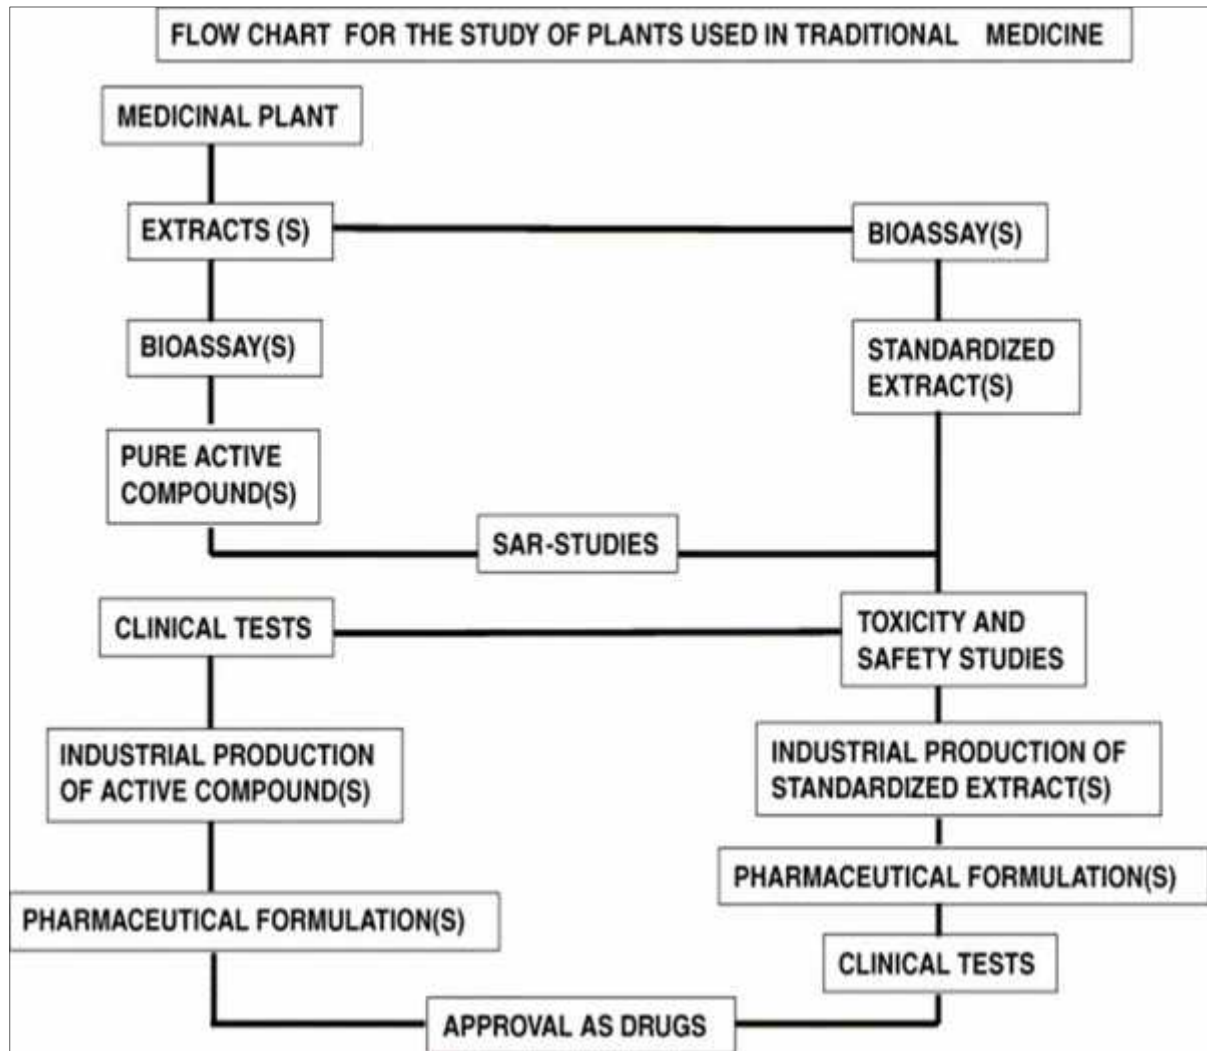 FLOW CHART FOR THE STUDY OF PLANTS USED IN TRADITIONAL MEDICINE
MEDICINAL PLANT
EXTRACTS (S)
BIOASSAY(S)
BIOASSAY(S)
STANDARDIZED
EXTRACT(S)
PURE ACTIVE
COMPOUND(S)
SAR-STUDIES
CLINICAL TESTS
TOXICITY AND
SAFETY STUDIES
INDUSTRIAL PRODUCTION
OF ACTIVE COMPOUND(S)
INDUSTRIAL PRODUCTION OF
STANDARDIZED EXTRACT(S)
PHARMACEUTICAL FORMULATION(S)
PHARMACEUTICAL FORMULATION(S)
CLINICAL TESTS
APPROVAL AS DRUGS